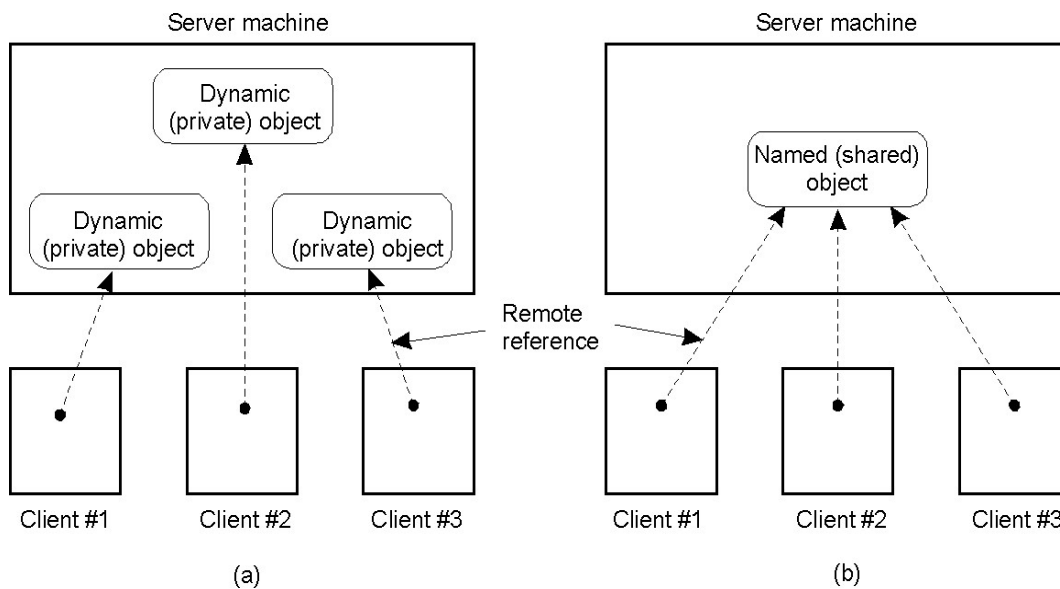 Server machine
Dynamic
(private) object
Dynamic
(private) object
Dynamic
(private) object
Client #1
Client #2
Client #3
(a)
Remote
reference
Server machine
Named (shared)
object
Client #1
Client #2
Client #3
(b)